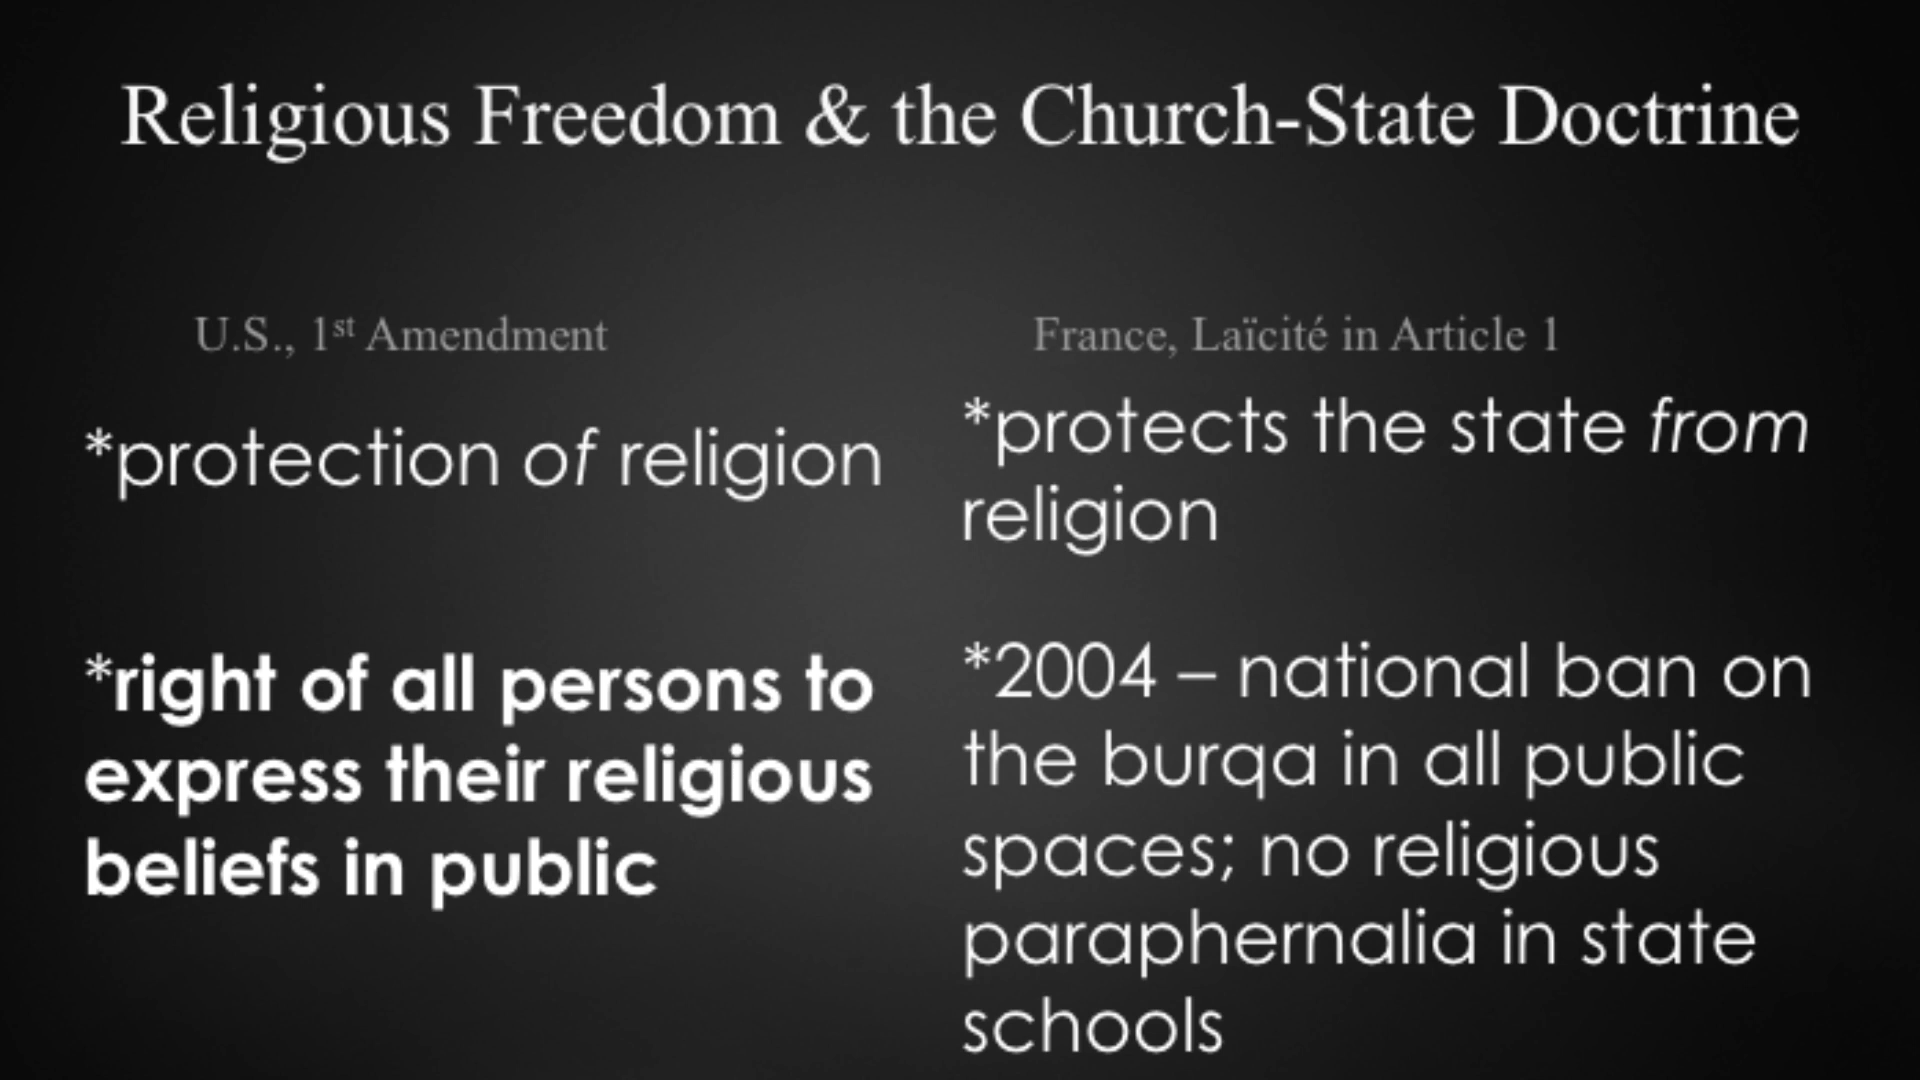 Religious Freedom & the Church-State Doctrine
U.S., 1st Amendment
*protection of religion
*right of all persons to
express their religious
beliefs in public
France, Laïcité in Article 1
*protects the state from
religion
*2004 – national ban on
the burqa in all public
spaces; no religious
paraphernalia in state
schools